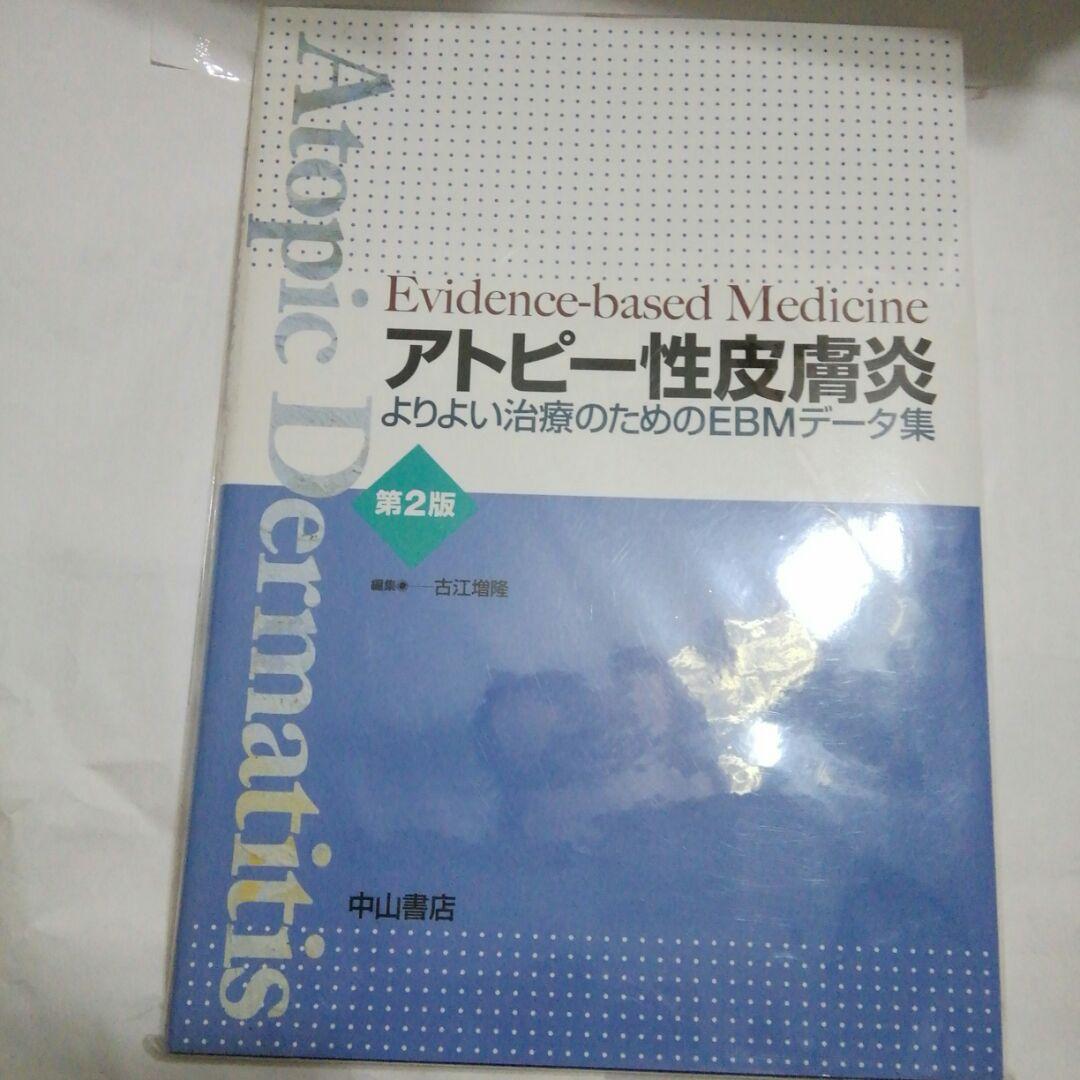 Atopic Dermatitis
Evidence-based Medicine
アトピー性皮膚炎
よりよい治療のためのEBMデータ集
第2版
編集●──古江増隆
中山書店